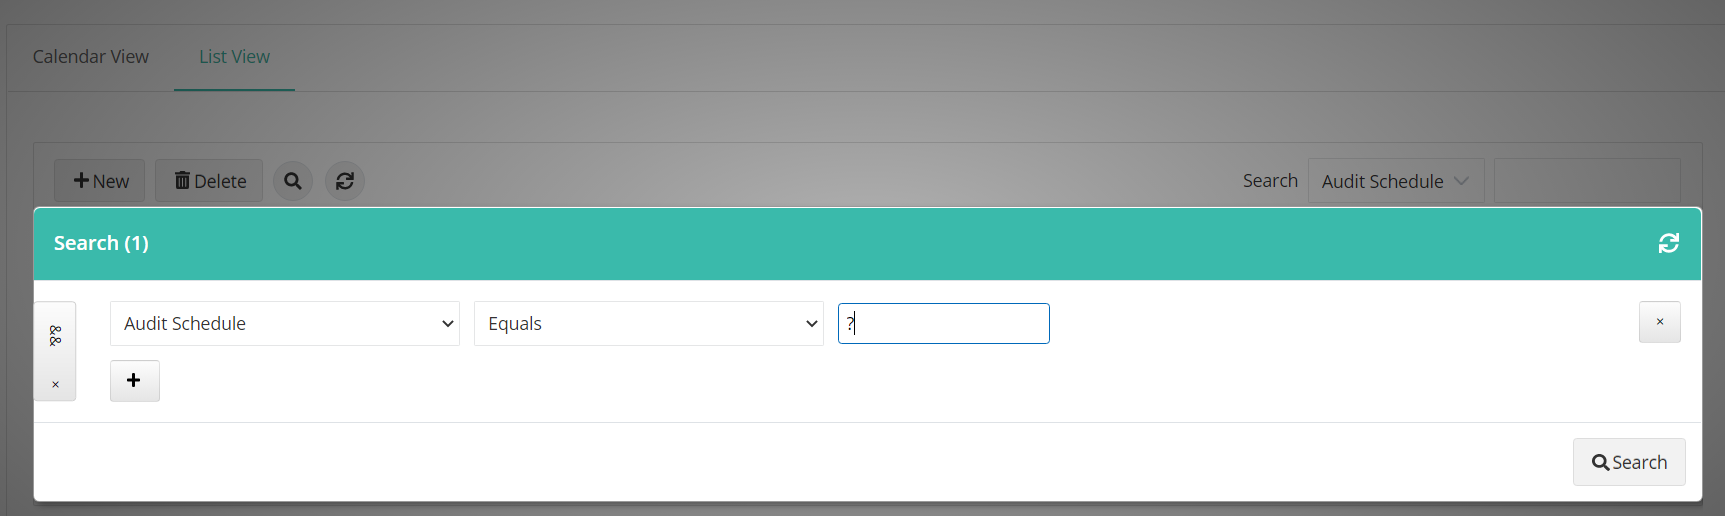 Calendar View List View
New Delete Search Audit Schedule
Search (1)
&& Audit Schedule Equals ? ×
×
+
Search